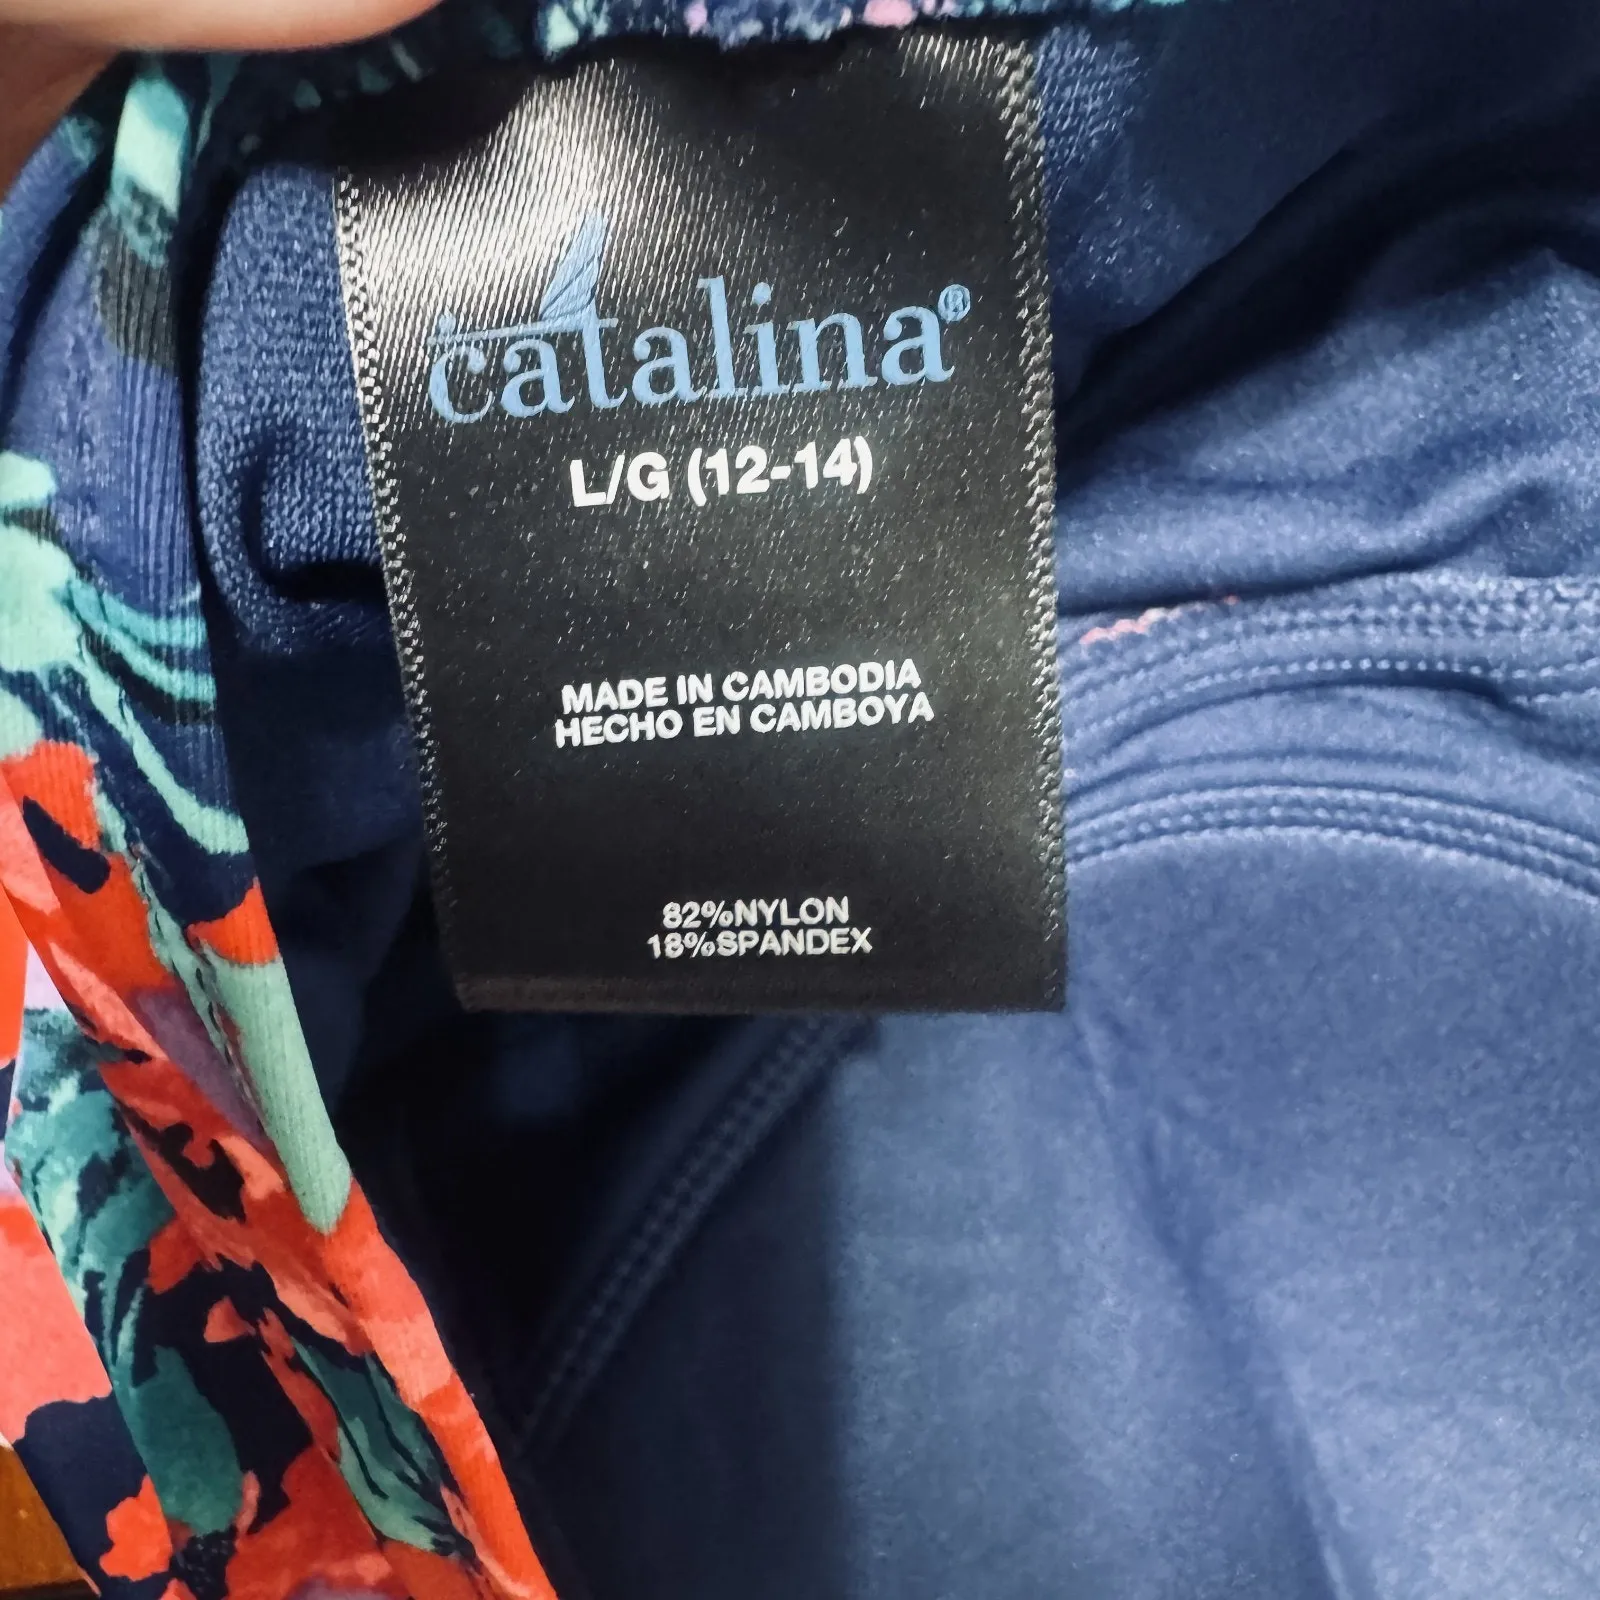 catalina®
L/G (12-14)
MADE IN CAMBODIA
HECHO EN CAMBOYA
82%NYLON
18%SPANDEX